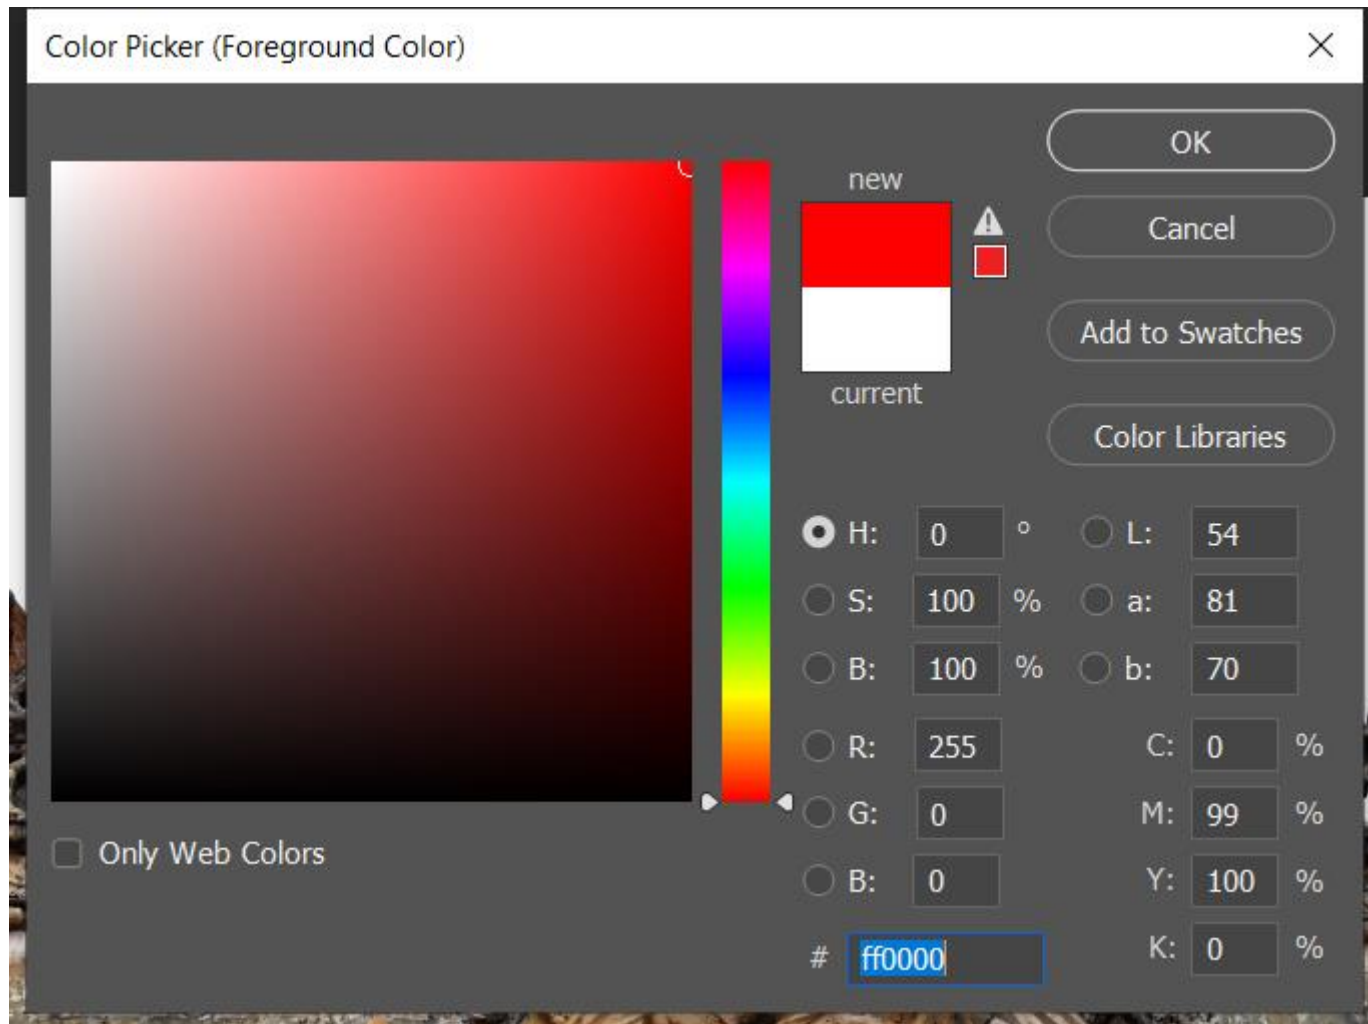 Color Picker (Foreground Color)
OK
new
Cancel
Add to Swatches
current
Color Libraries
H: 0 ° L: 54
S: 100 % a: 81
B: 100 % b: 70
R: 255 C: 0 %
G: 0 M: 99 %
Only Web Colors
B: 0 Y: 100 %
# ff0000 K: 0 %